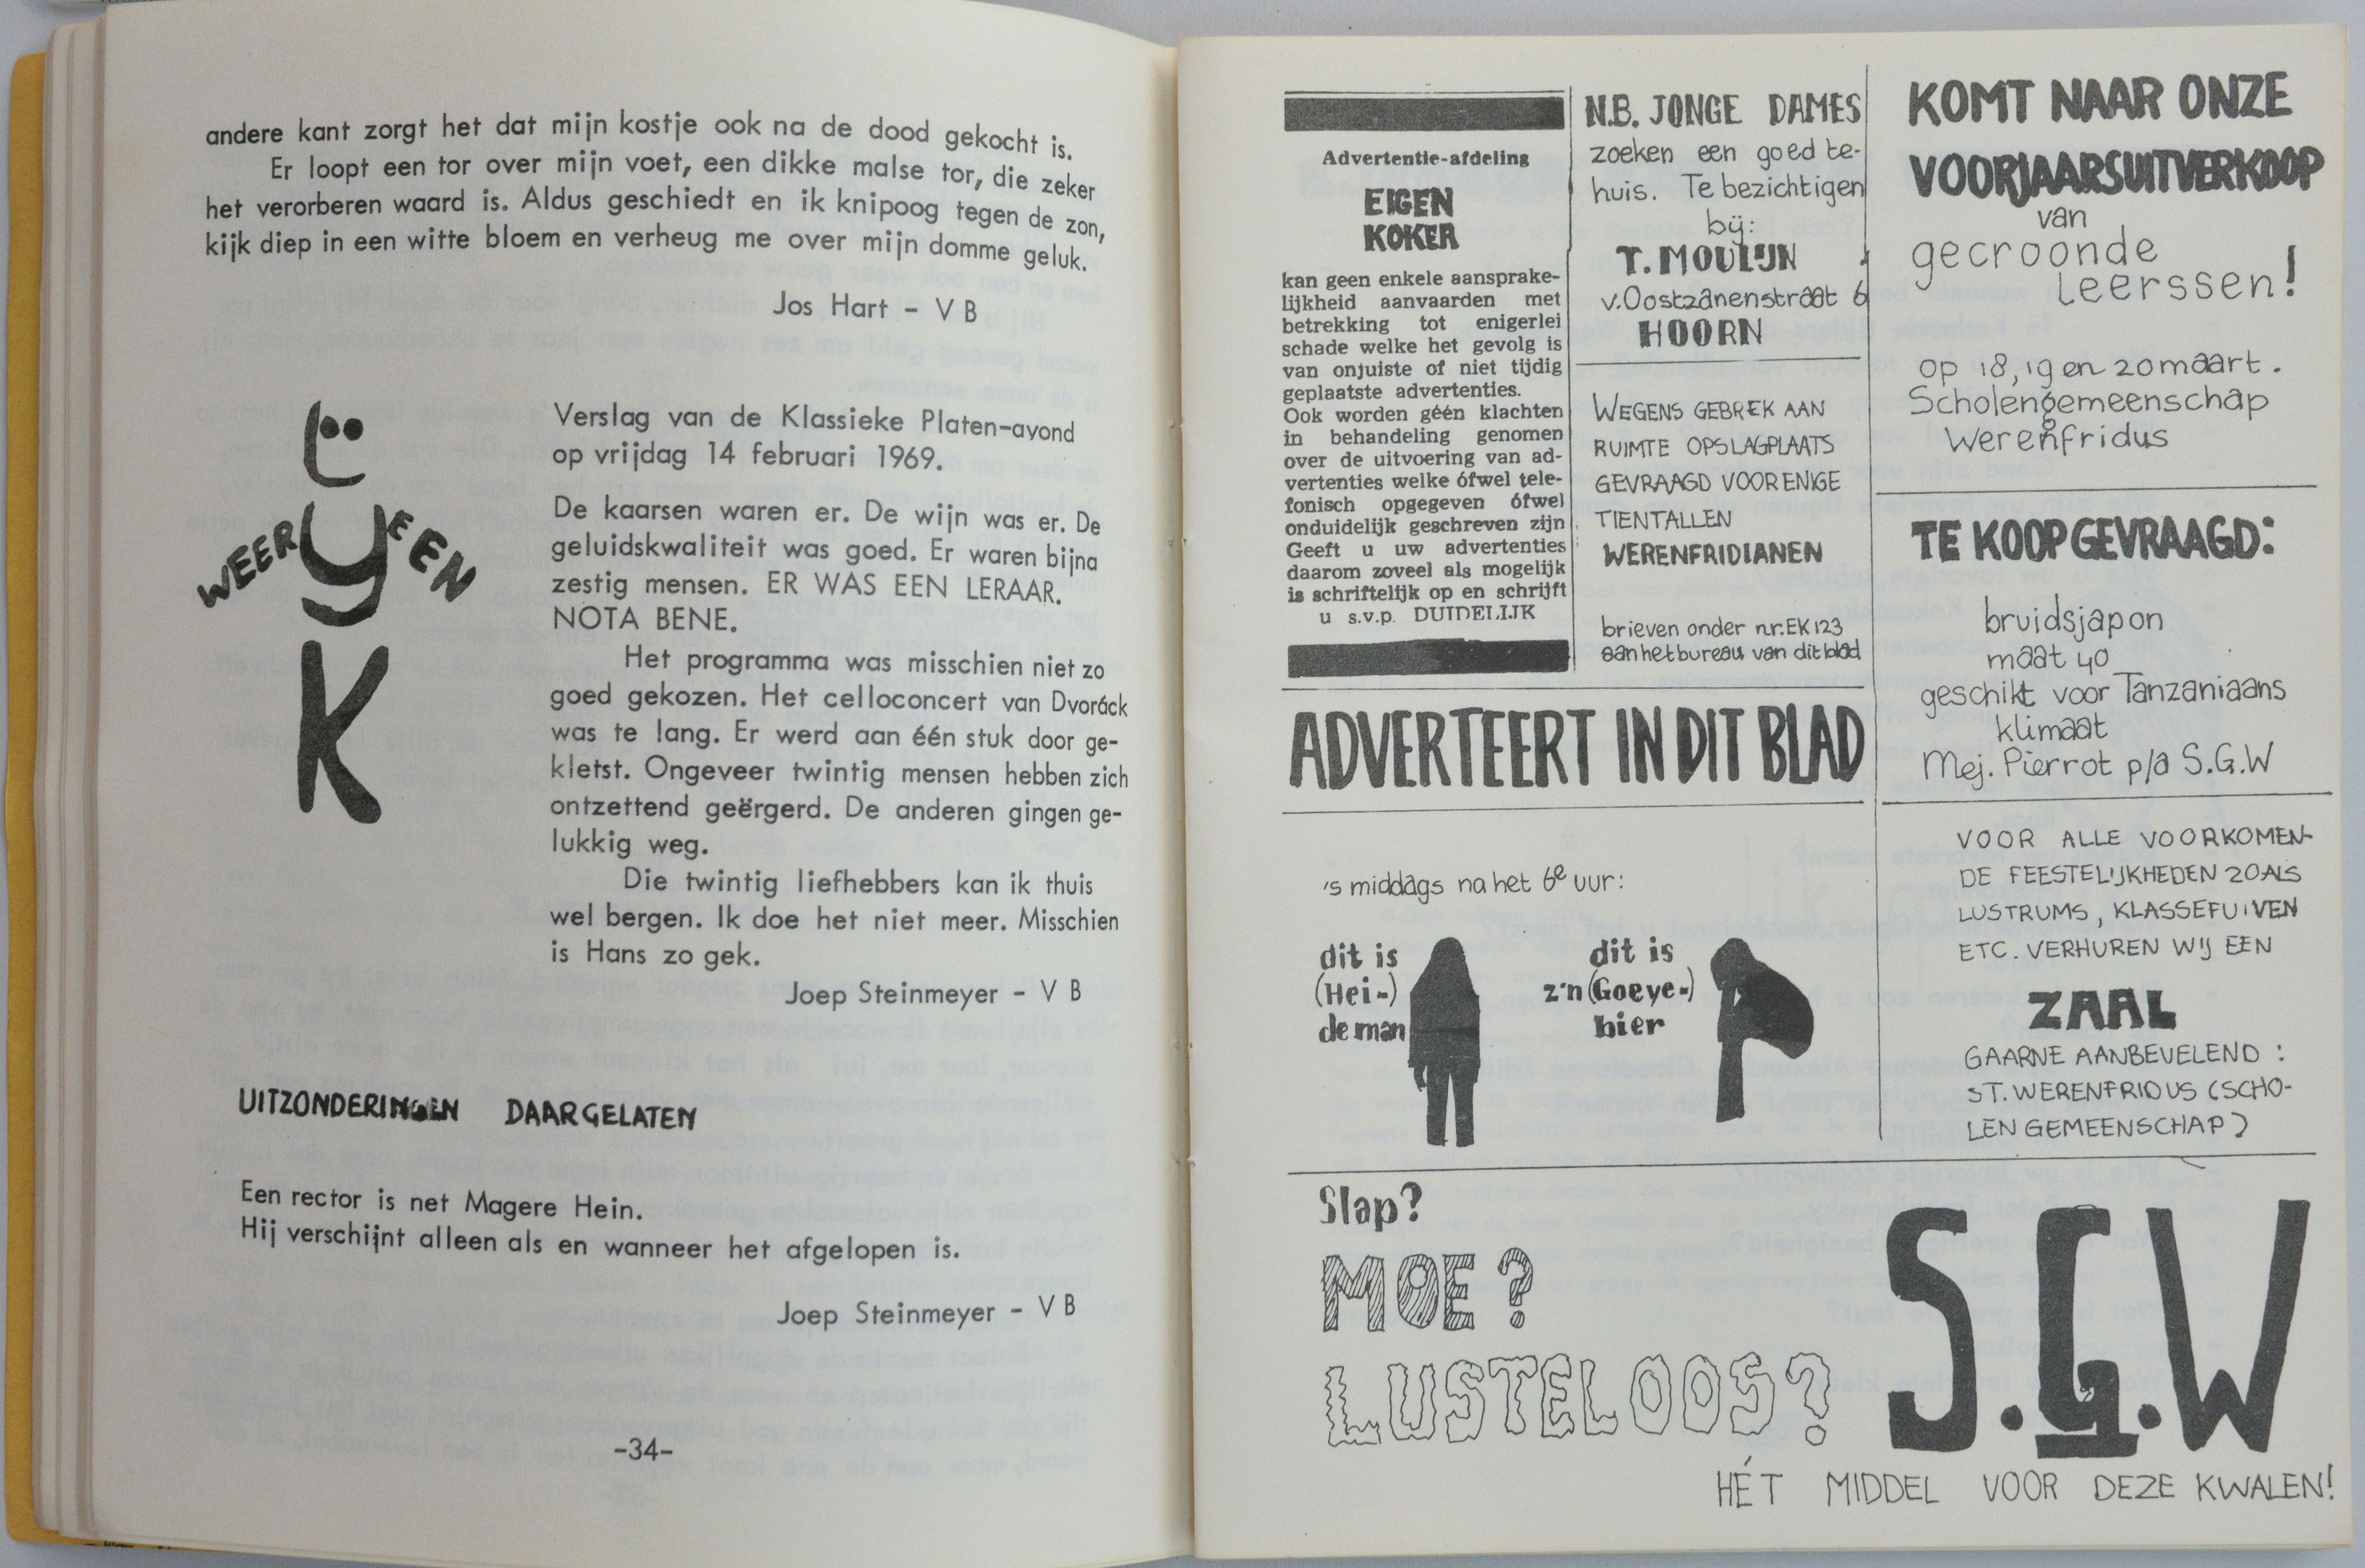 andere kant zorgt het dat mijn kostje ook na de dood gekocht is.
Er loopt een tor over mijn voet, een dikke malse tor, die zeker
het verorberen waard is. Aldus geschiedt en ik knipoog tegen de zon,
kijk diep in een witte bloem en verheug me over mijn domme geluk.
Jos Hart - V B
WEER EEN
K
Verslag van de Klassieke Platen-avond
op vrijdag 14 februari 1969.
De kaarsen waren er. De wijn was er. De
geluidskwaliteit was goed. Er waren bijna
zestig mensen. ER WAS EEN LERAAR.
NOTA BENE.
Het programma was misschien niet zo
goed gekozen. Het celloconcert van Dvoráck
was te lang. Er werd aan één stuk door ge-
kletst. Ongeveer twintig mensen hebben zich
ontzettend geërgerd. De anderen gingen ge-
lukkig weg.
Die twintig liefhebbers kan ik thuis
wel bergen. Ik doe het niet meer. Misschien
is Hans zo gek.
Joep Steinmeyer - V B
UITZONDERINGEN DAARGELATEN
Een rector is net Magere Hein.
Hij verschijnt alleen als en wanneer het afgelopen is.
Joep Steinmeyer - V B
-34-
Advertentie-afdeling
EIGEN
KOKER
kan geen enkele aansprake-
lijkheid aanvaarden met
betrekking tot enigerlei
schade welke het gevolg is
van onjuiste of niet tijdig
geplaatste advertenties.
Ook worden géén klachten
in behandeling genomen
over de uitvoering van ad-
vertenties welke ófwel tele-
fonisch opgegeven ófwel
onduidelijk geschreven zijn
Geeft u uw advertenties
daarom zoveel als mogelijk
is schriftelijk op en schrijft
u s.v.p. DUIDELIJK
N.B. JONGE DAMES
zoeken een goed te-
huis. Te bezichtigen
bij:
T. MOULIJN
v.Oostzanenstraat 6
HOORN
WEGENS GEBREK AAN
RUIMTE OPSLAGPLAATS
GEVRAAGD VOOR ENIGE
TIENTALLEN
WERENFRIDIANEN
brieven onder nr. EK 123
aan het bureau van dit blad
ADVERTEERT IN DIT BLAD
's middags na het 6e uur:
dit is
(Hei-)
de man
dit is
z'n (Goeye-)
bier
KOMT NAAR ONZE
VOORJAARSUITVERKOOP
van
gecroonde
leerssen!
op 18, 19 en 20 maart.
Scholengemeenschap
Werenfridus
TE KOOP GEVRAAGD:
bruidsjapon
maat 40
geschikt voor Tanzaniaans
klimaat
Mej. Pierrot p/a S.G.W
VOOR ALLE VOORKOMEN-
DE FEESTELIJKHEDEN ZOALS
LUSTRUMS, KLASSEFUIVEN
ETC. VERHUREN WIJ EEN
ZAAL
GAARNE AANBEVELEND:
ST. WERENFRIDUS (SCHO-
LENGEMEENSCHAP)
Slap?
MOE?
LUSTELOOS?
S.G.W
HÉT MIDDEL VOOR DEZE KWALEN!